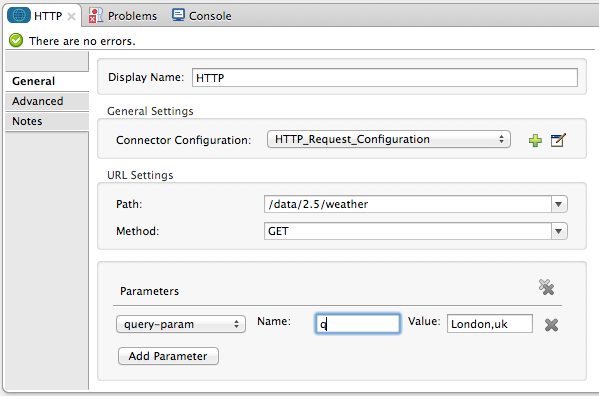 HTTP Problems Console
There are no errors.
General
Advanced
Notes
Display Name: HTTP
General Settings
Connector Configuration: HTTP_Request_Configuration
URL Settings
Path: /data/2.5/weather
Method: GET
Parameters
query-param Name: q Value: London,uk
Add Parameter